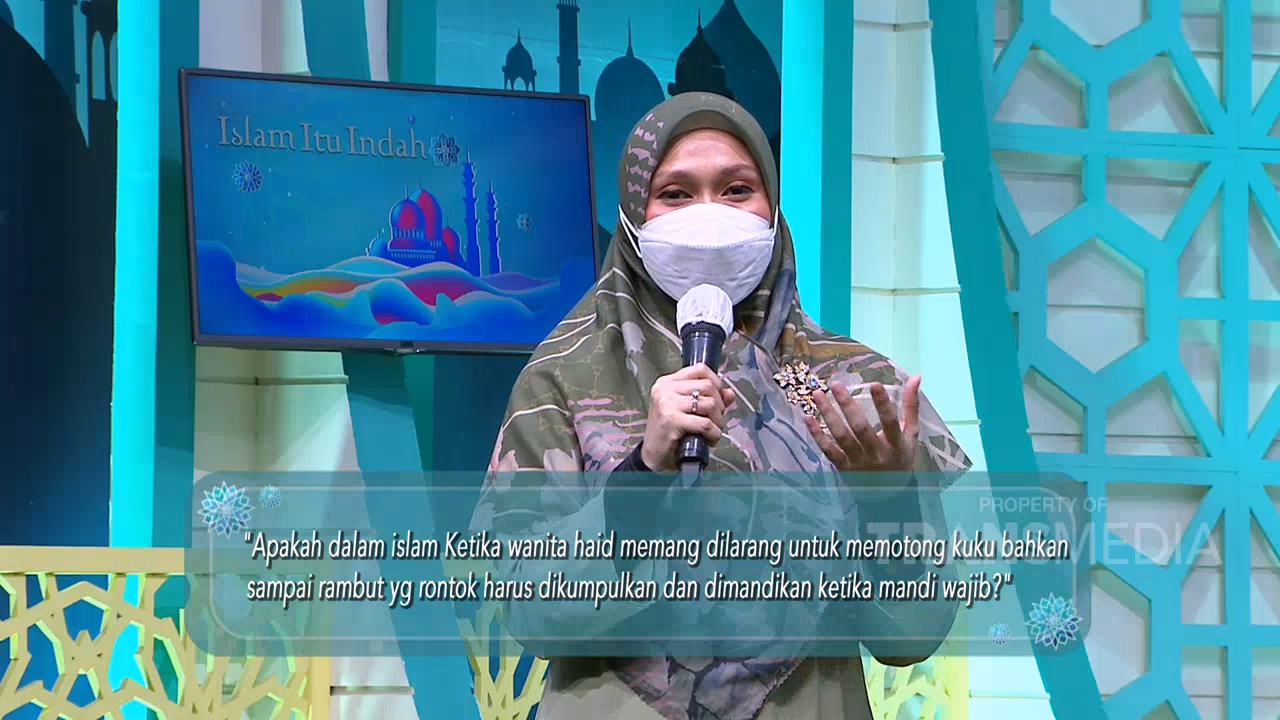 Islam Itu Indah
PROPERTY OF
TRANSMEDIA
"Apakah dalam islam Ketika wanita haid memang dilarang untuk memotong kuku bahkan
sampai rambut yg rontok harus dikumpulkan dan dimandikan ketika mandi wajib?"